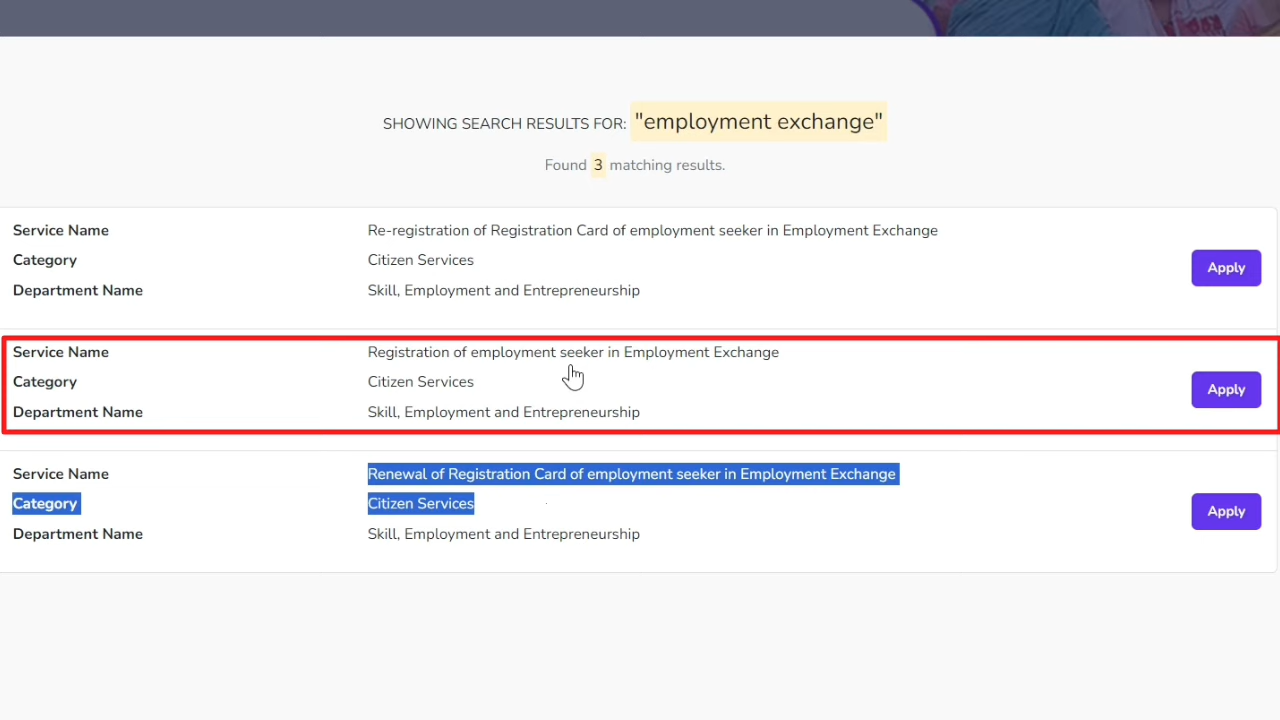 SHOWING SEARCH RESULTS FOR: "employment exchange"
Found 3 matching results.
Service Name Re-registration of Registration Card of employment seeker in Employment Exchange
Category Citizen Services
Apply
Department Name Skill, Employment and Entrepreneurship
Service Name Registration of employment seeker in Employment Exchange
Category Citizen Services
Apply
Department Name Skill, Employment and Entrepreneurship
Service Name Renewal of Registration Card of employment seeker in Employment Exchange
Category Citizen Services
Apply
Department Name Skill, Employment and Entrepreneurship